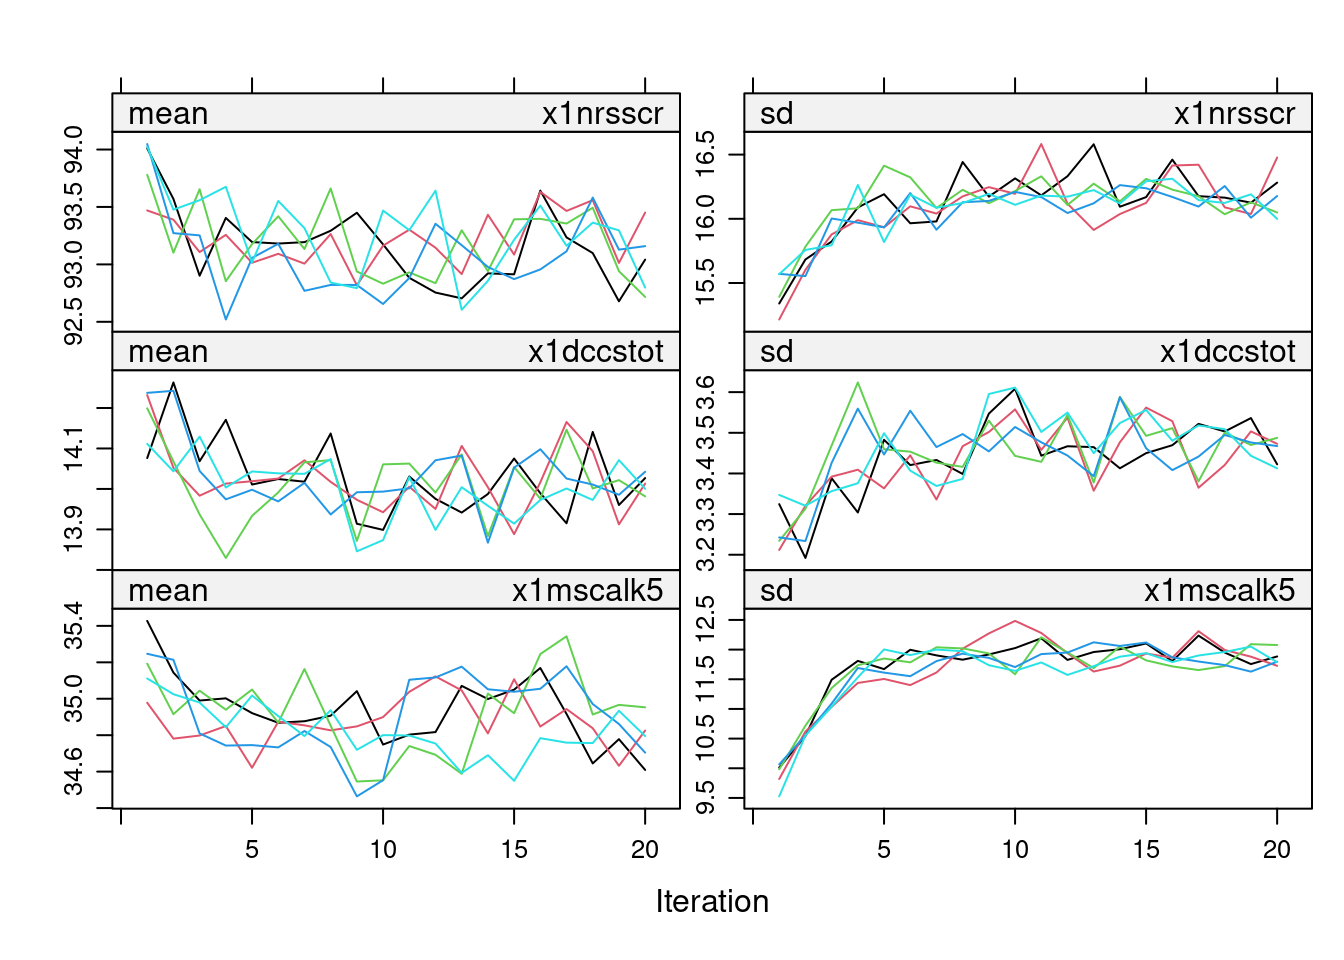 mean x1nrsscr
sd x1nrsscr
92.5 93.0 93.5 94.0
15.5 16.0 16.5
mean x1dccstot
sd x1dccstot
13.9 14.1
3.2 3.3 3.4 3.5 3.6
mean x1mscalk5
sd x1mscalk5
34.6 35.0 35.4
9.5 10.5 11.5 12.5
5 10 15 20
5 10 15 20
Iteration